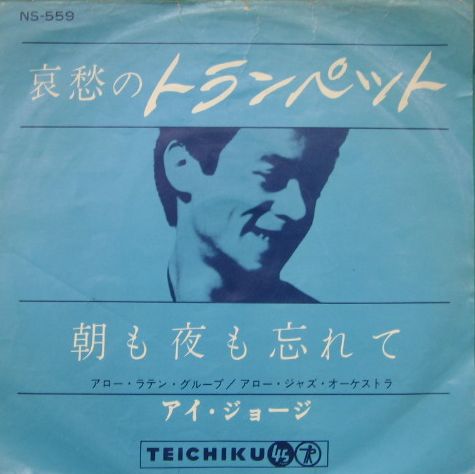 NS-559
哀愁のトランペット
朝も夜も忘れて
アロー・ラテン・グループ/アロー・ジャズ・オーケストラ
アイ・ジョージ
TEICHIKU